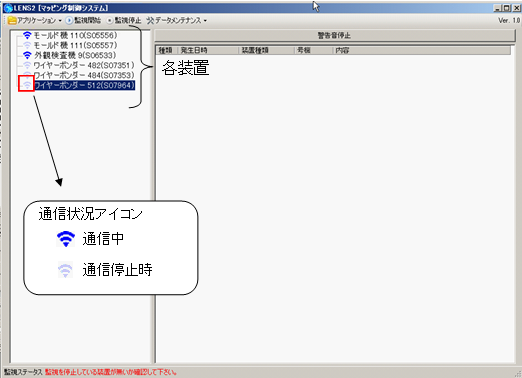 LENS2 [マッピング制御システム]
アプリケーション 監視開始 監視停止 データメンテナンス Ver. 1.8
モールド機 110(S05556)
モールド機 111(S07557)
外観検査機 9(S06533)
ワイヤーボンダー 482(S07351)
ワイヤーボンダー 484(S07353)
ワイヤーボンダー 512(S07964)
警告音停止
種類 発生日時 装置種類 号機 内容
各装置
通信状況アイコン
通信中
通信停止時
監視ステータス 監視を停止している装置が無いか確認して下さい。